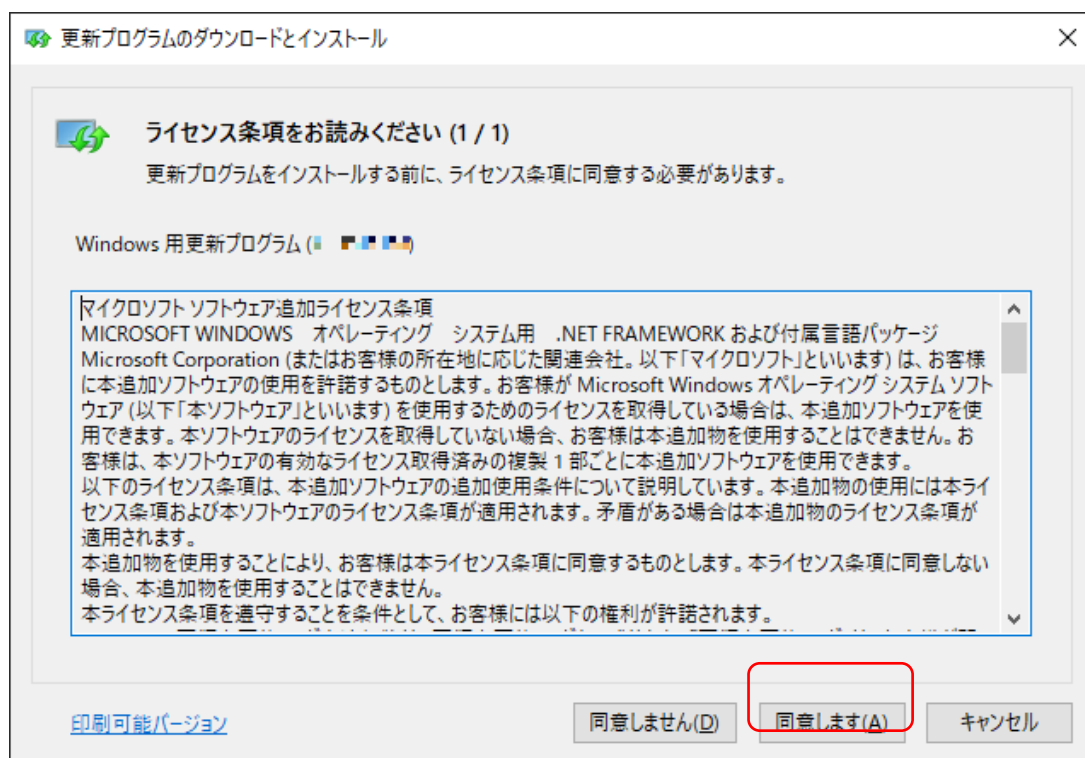 更新プログラムのダウンロードとインストール
ライセンス条項をお読みください (1 / 1)
更新プログラムをインストールする前に、ライセンス条項に同意する必要があります。
Windows 用更新プログラム (
マイクロソフト ソフトウェア追加ライセンス条項
MICROSOFT WINDOWS　オペレーティング　システム用　.NET FRAMEWORK および付属言語パッケージ
Microsoft Corporation (またはお客様の所在地に応じた関連会社。以下「マイクロソフト」といいます) は、お客様
に本追加ソフトウェアの使用を許諾するものとします。お客様が Microsoft Windows オペレーティング システム ソフト
ウェア (以下「本ソフトウェア」といいます) を使用するためのライセンスを取得している場合は、本追加ソフトウェアを使
用できます。本ソフトウェアのライセンスを取得していない場合、お客様は本追加物を使用することはできません。お
客様は、本ソフトウェアの有効なライセンス取得済みの複製 1 部ごとに本追加ソフトウェアを使用できます。
以下のライセンス条項は、本追加ソフトウェアの追加使用条件について説明しています。本追加物の使用には本ライ
センス条項および本ソフトウェアのライセンス条項が適用されます。矛盾がある場合は本追加物のライセンス条項が
適用されます。
本追加物を使用することにより、お客様は本ライセンス条項に同意するものとします。本ライセンス条項に同意しない
場合、本追加物を使用することはできません。
本ライセンス条項を遵守することを条件として、お客様には以下の権利が許諾されます。
印刷可能バージョン
同意しません(D)
同意します(A)
キャンセル